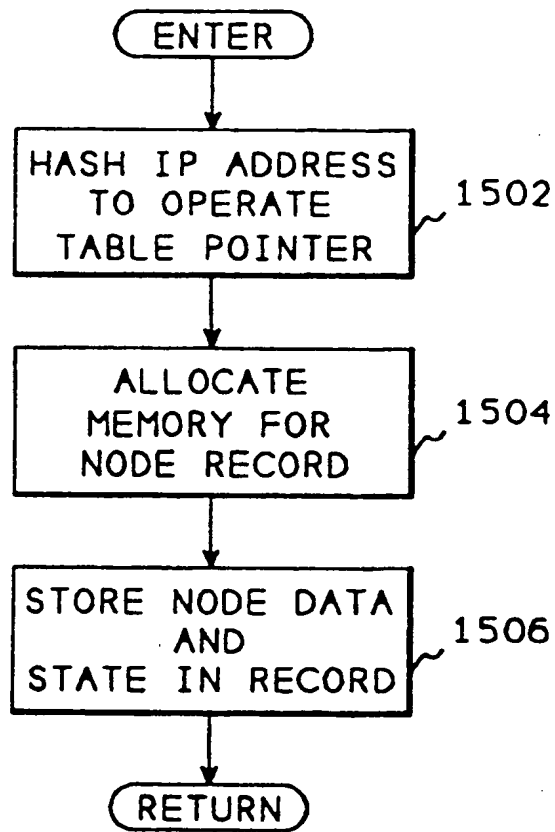 ENTER
HASH IP ADDRESS
TO OPERATE
TABLE POINTER
1502
ALLOCATE
MEMORY FOR
NODE RECORD
1504
STORE NODE DATA
AND
STATE IN RECORD
1506
RETURN